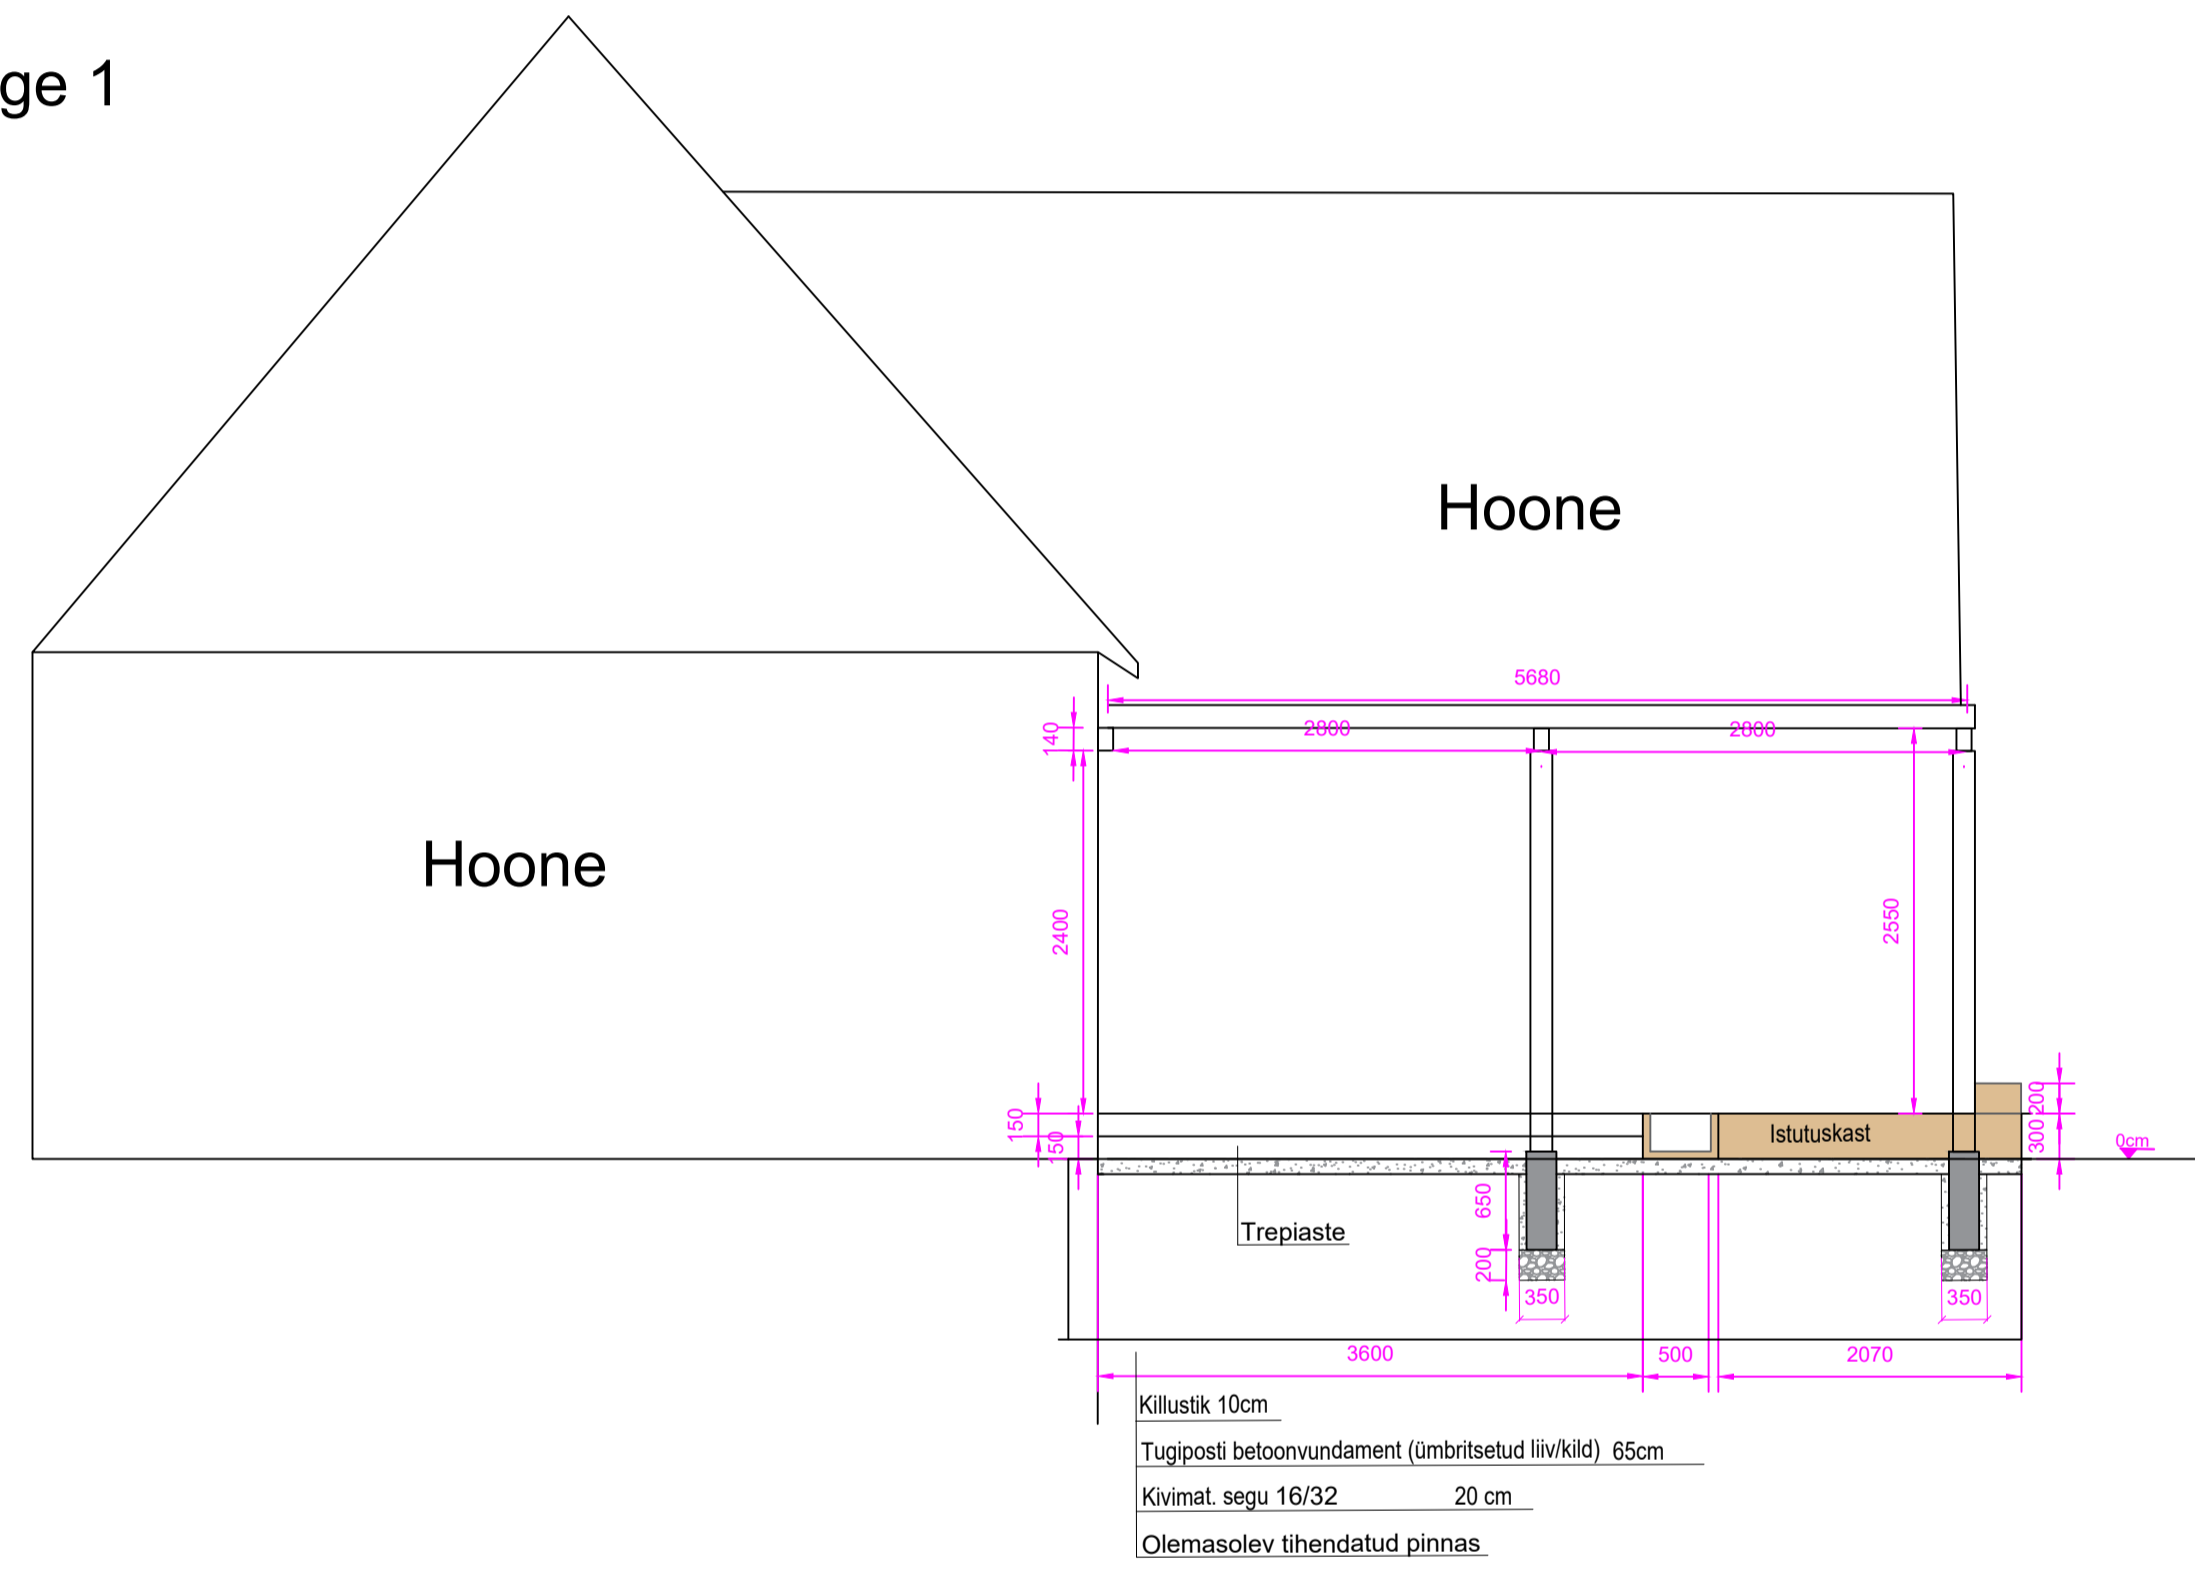 ge 1
Hoone
5680
140
2800
2800
Hoone
2400
2550
150
150
Istutuskast
200
300
0cm
Trepiaste
650
200
350
350
3600
500
2070
Killustik 10cm
Tugiposti betoonvundament (ümbritsetud liiv/kild) 65cm
Kivimat. segu 16/32 20 cm
Olemasolev tihendatud pinnas